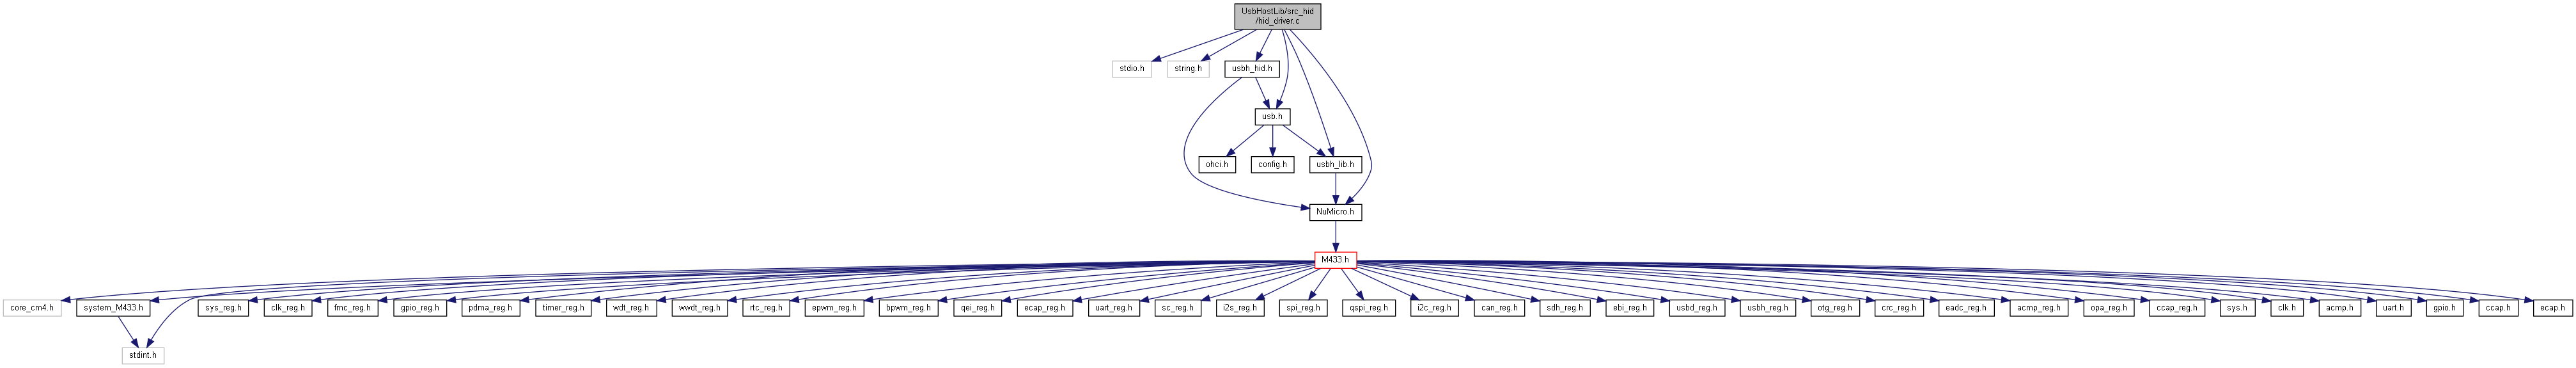 UsbHostLib/src_hid
/hid_driver.c
stdio.h
string.h
usbh_hid.h
usb.h
ohci.h
config.h
usbh_lib.h
NuMicro.h
M433.h
core_cm4.h
system_M433.h
sys_reg.h
clk_reg.h
fmc_reg.h
gpio_reg.h
pdma_reg.h
timer_reg.h
wdt_reg.h
wwdt_reg.h
rtc_reg.h
epwm_reg.h
bpwm_reg.h
qei_reg.h
ecap_reg.h
uart_reg.h
sc_reg.h
i2s_reg.h
spi_reg.h
qspi_reg.h
i2c_reg.h
can_reg.h
sdh_reg.h
ebi_reg.h
usbd_reg.h
usbh_reg.h
otg_reg.h
crc_reg.h
eadc_reg.h
acmp_reg.h
opa_reg.h
ccap_reg.h
sys.h
clk.h
acmp.h
uart.h
gpio.h
ccap.h
ecap.h
stdint.h